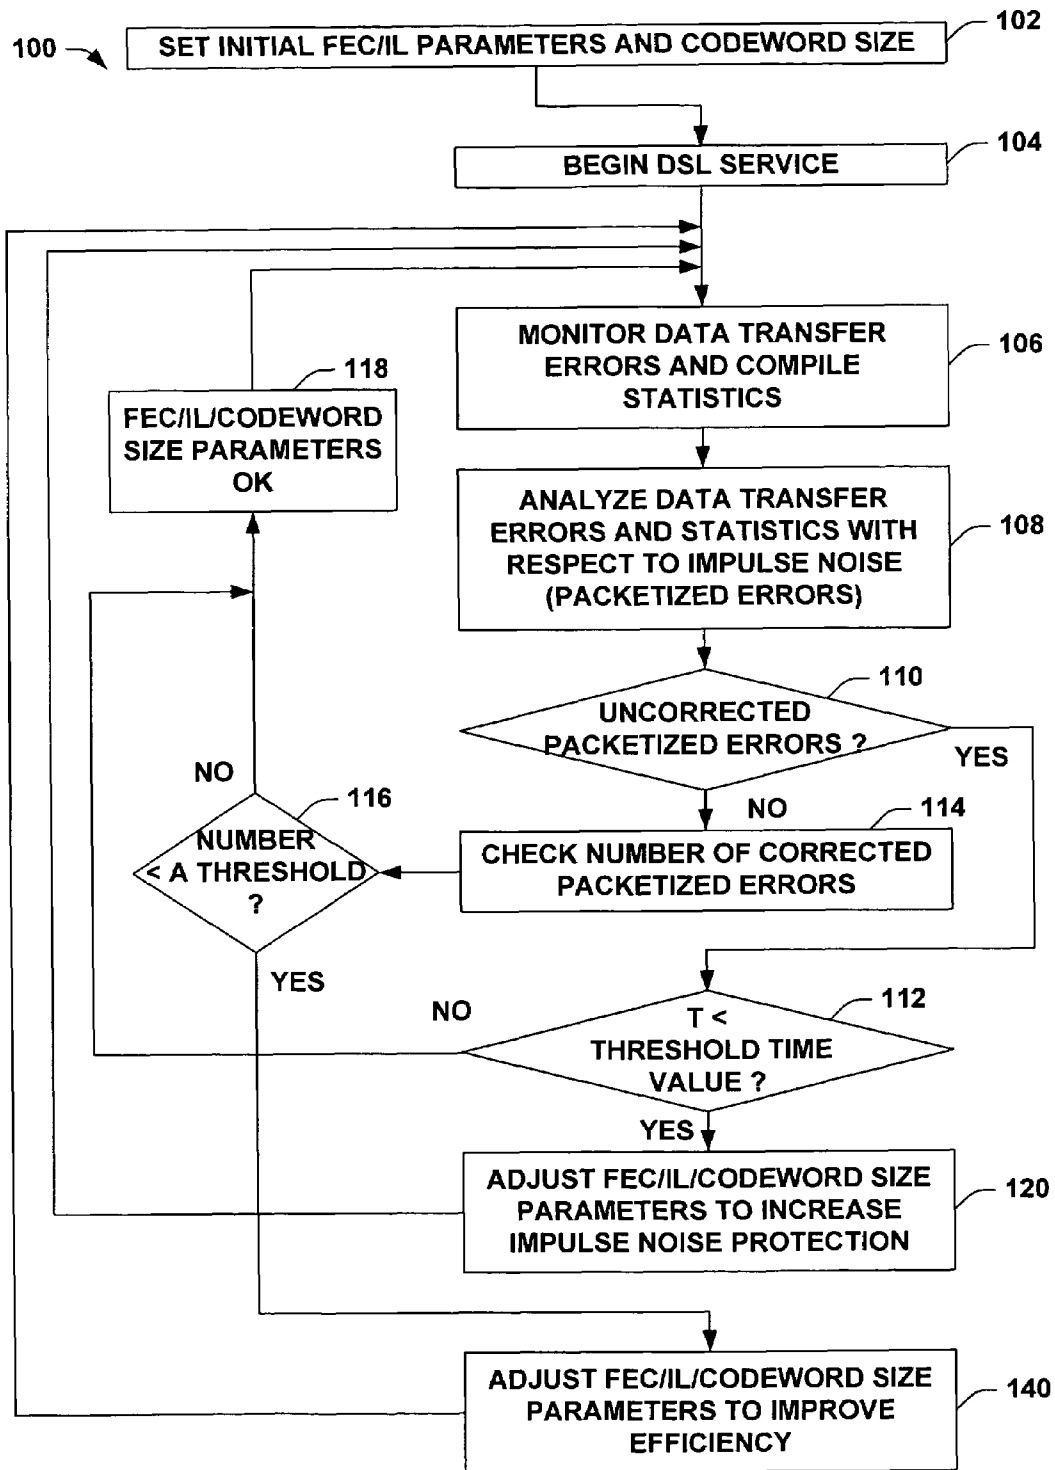 100
SET INITIAL FEC/IL PARAMETERS AND CODEWORD SIZE
102
BEGIN DSL SERVICE
104
MONITOR DATA TRANSFER
ERRORS AND COMPILE
STATISTICS
106
118
FEC/IL/CODEWORD
SIZE PARAMETERS
OK
ANALYZE DATA TRANSFER
ERRORS AND STATISTICS WITH
RESPECT TO IMPULSE NOISE
(PACKETIZED ERRORS)
108
110
UNCORRECTED
PACKETIZED ERRORS ?
YES
NO
NO
116
NUMBER
< A THRESHOLD
?
114
CHECK NUMBER OF CORRECTED
PACKETIZED ERRORS
YES
NO
112
T <
THRESHOLD TIME
VALUE ?
YES
ADJUST FEC/IL/CODEWORD SIZE
PARAMETERS TO INCREASE
IMPULSE NOISE PROTECTION
120
ADJUST FEC/IL/CODEWORD SIZE
PARAMETERS TO IMPROVE
EFFICIENCY
140